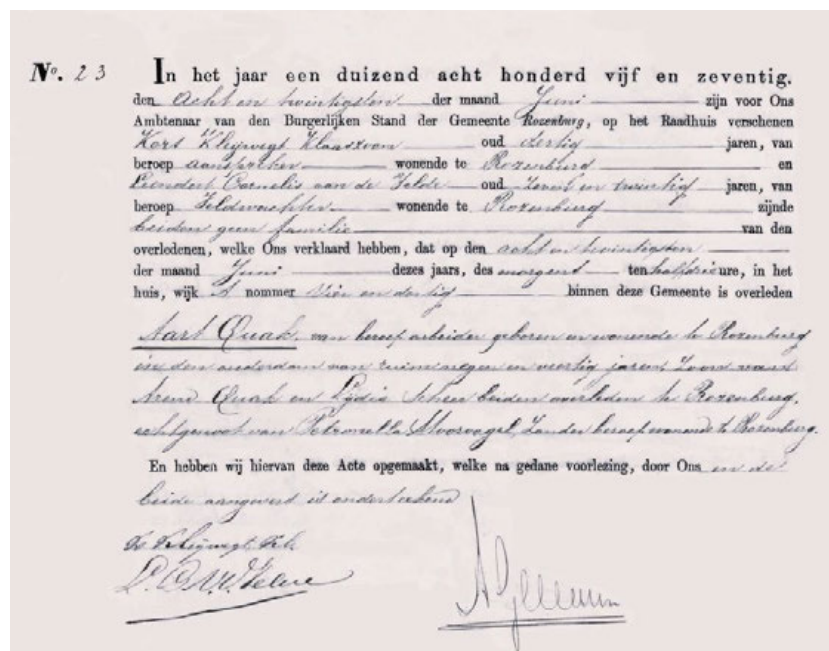 No. 23 In het jaar een duizend acht honderd vijf en zeventig.
den Acht en twintigsten der maand Juni zijn voor Ons
Ambtenaar van den Burgerlijken Stand der Gemeente Rozenburg, op het Raadhuis verschenen
Kors Kleijwegt Klaaszoon oud dertig jaren, van
beroep aanspreker wonende te Rozenburg en
Leendert Cornelis van de Velde oud zeven en twintig jaren, van
beroep Veldwachter wonende te Rozenburg zijnde
beiden geen familie van den
overledenen, welke Ons verklaard hebben, dat op den acht en twintigsten
der maand Juni dezes jaars, des morgens ten half drie ure, in het
huis, wijk nommer vier en dertig binnen deze Gemeente is overleden
Aart Quak, van beroep arbeider geboren en wonende te Rozenburg
in den ouderdom van ruim negen en veertig jaren, Zoon van
Arend Quak en Lydia beiden overleden te Rozenburg,
echtgenoot van Petronella Moorvogel, Zonder beroep wonende te Rozenburg.
En hebben wij hiervan deze Acte opgemaakt, welke na gedane voorlezing, door Ons en de
beide aangevers is onderteekend
Ks Kleijwegt Kzn